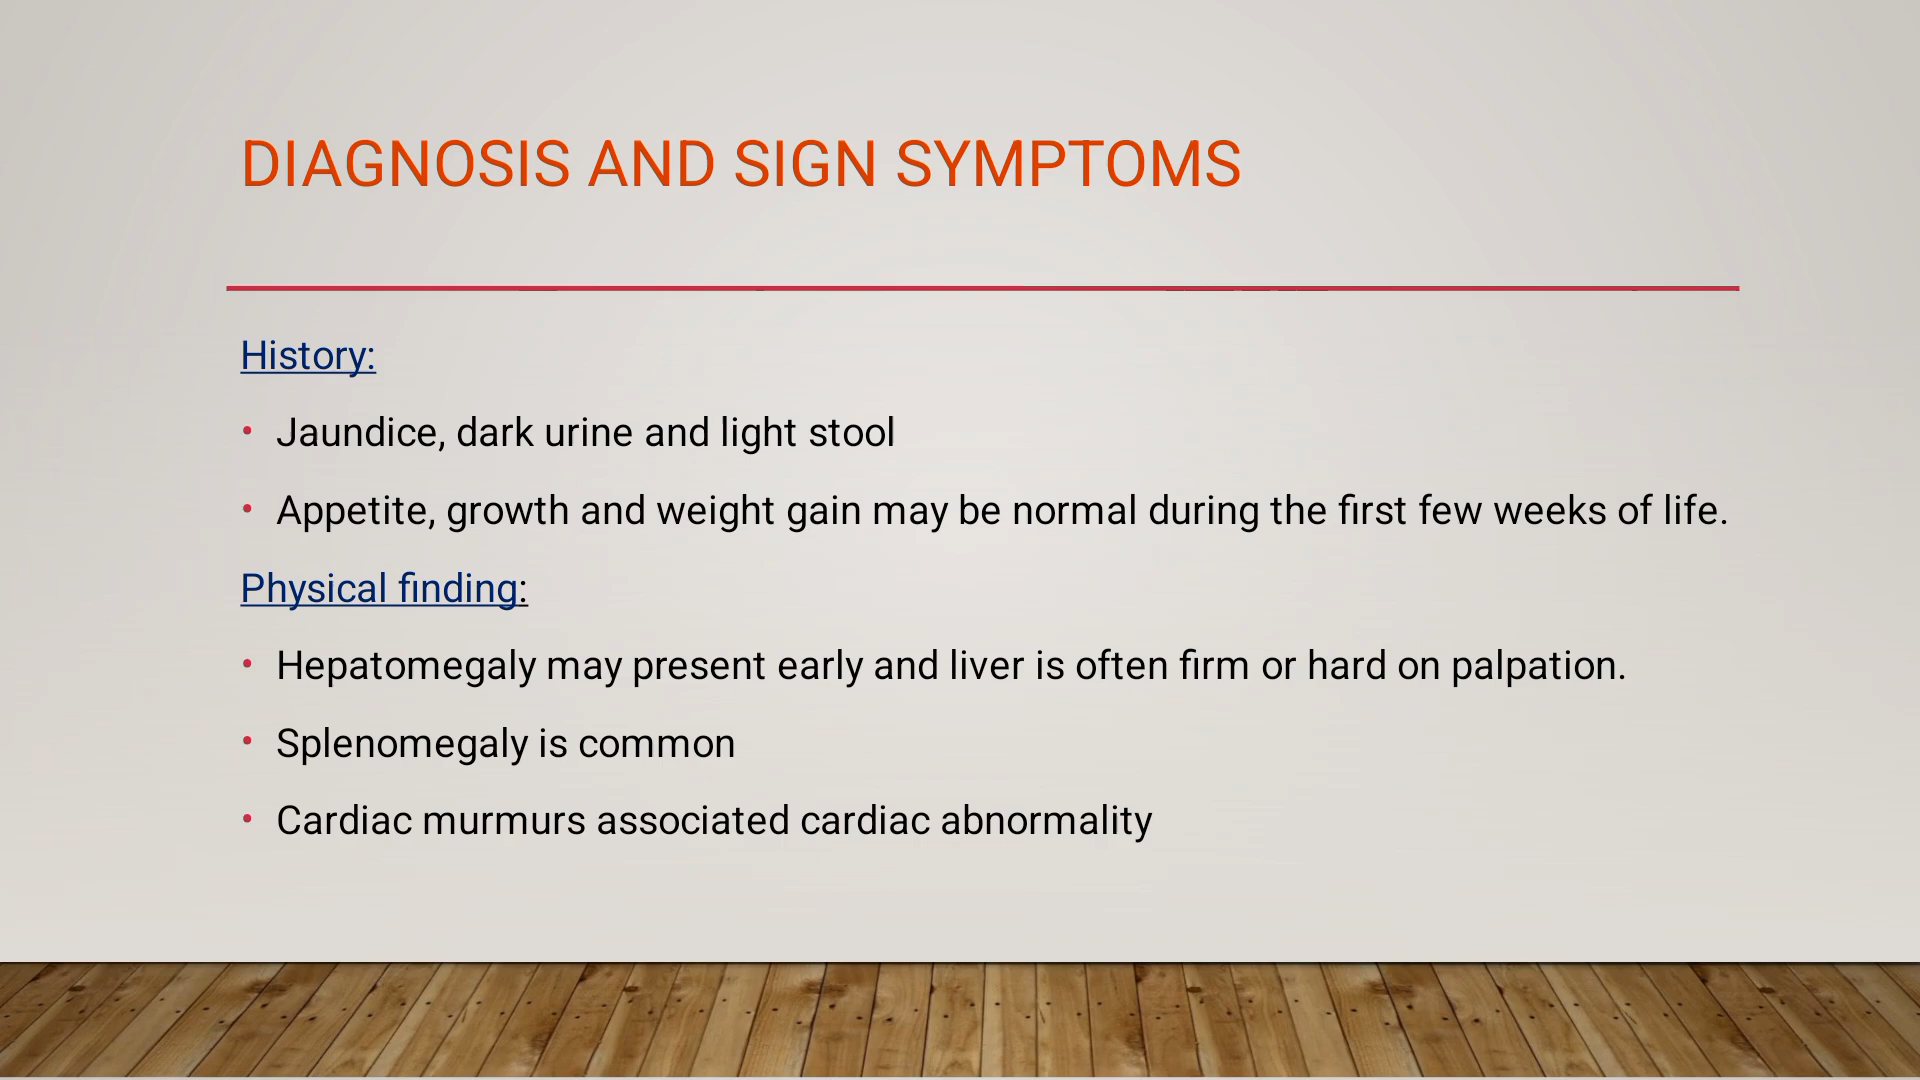 DIAGNOSIS AND SIGN SYMPTOMS
History:
• Jaundice, dark urine and light stool
• Appetite, growth and weight gain may be normal during the first few weeks of life.
Physical finding:
• Hepatomegaly may present early and liver is often firm or hard on palpation.
• Splenomegaly is common
• Cardiac murmurs associated cardiac abnormality